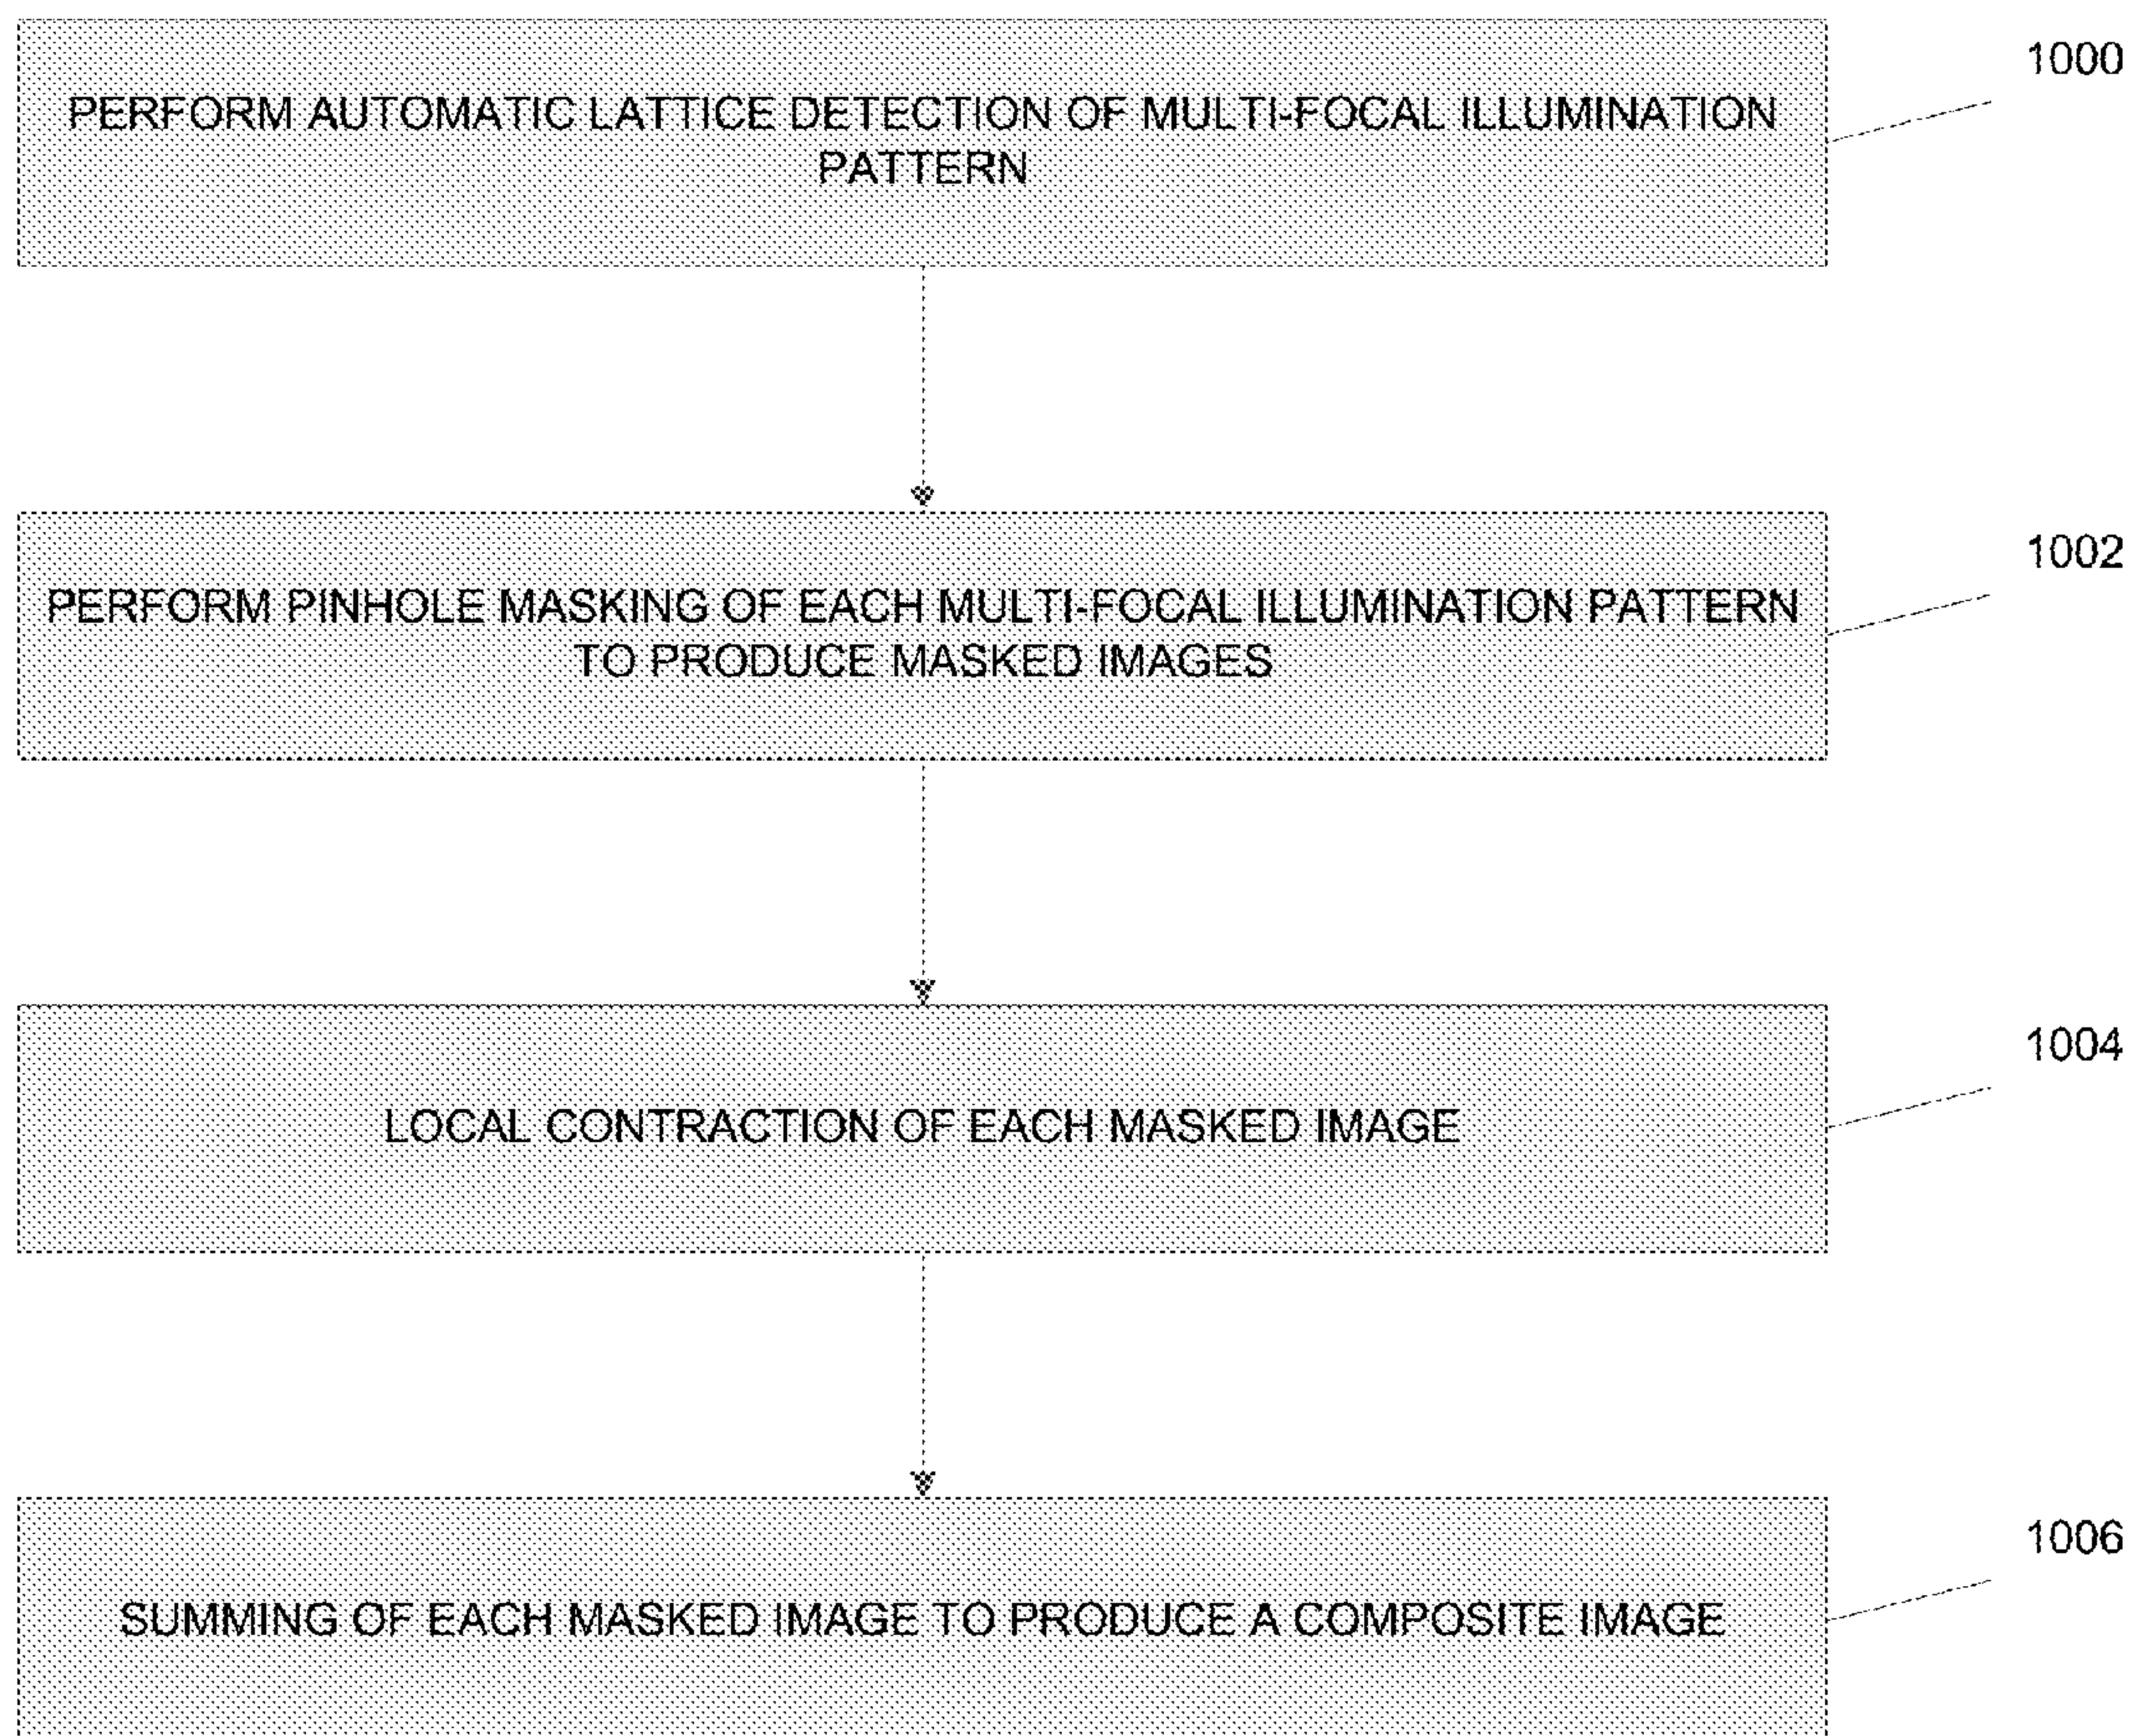 1000
PERFORM AUTOMATIC LATTICE DETECTION OF MULTI-FOCAL ILLUMINATION
PATTERN
1002
PERFORM PINHOLE MASKING OF EACH MULTI-FOCAL ILLUMINATION PATTERN
TO PRODUCE MASKED IMAGES
1004
LOCAL CONTRACTION OF EACH MASKED IMAGE
1006
SUMMING OF EACH MASKED IMAGE TO PRODUCE A COMPOSITE IMAGE